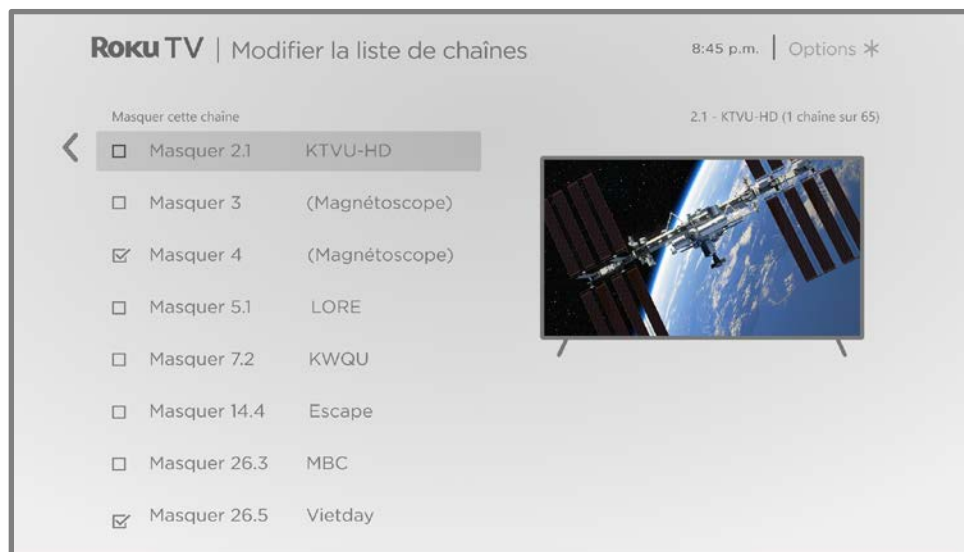 Roku TV | Modifier la liste de chaînes
8:45 p.m. | Options *
Masquer cette chaîne
2.1 - KTVU-HD (1 chaîne sur 65)
Masquer 2.1 KTVU-HD
Masquer 3 (Magnétoscope)
Masquer 4 (Magnétoscope)
Masquer 5.1 LORE
Masquer 7.2 KWQU
Masquer 14.4 Escape
Masquer 26.3 MBC
Masquer 26.5 Vietday